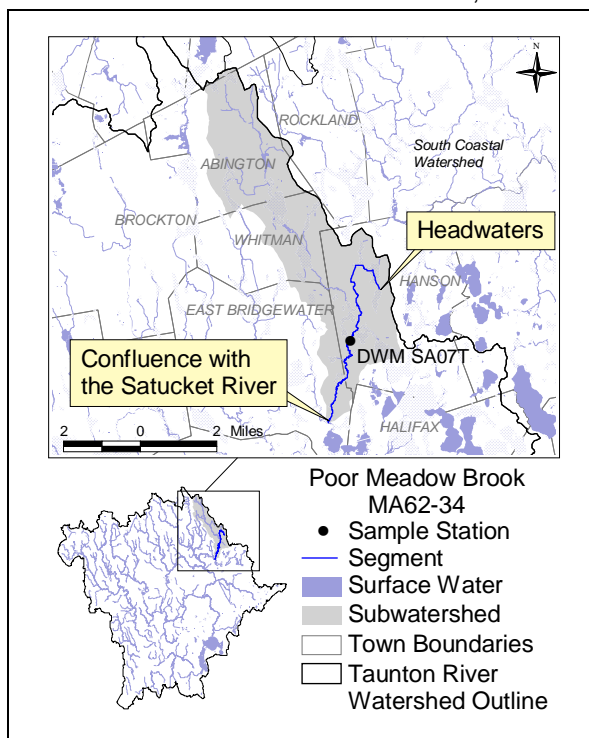 N
ROCKLAND
South Coastal
Watershed
ABINGTON
BROCKTON
WHITMAN
Headwaters
HANSON
EAST BRIDGEWATER
DWM SA07T
Confluence with
the Satucket River
HALIFAX
2 0 2 Miles
Poor Meadow Brook
MA62-34
Sample Station
Segment
Surface Water
Subwatershed
Town Boundaries
Taunton River
Watershed Outline